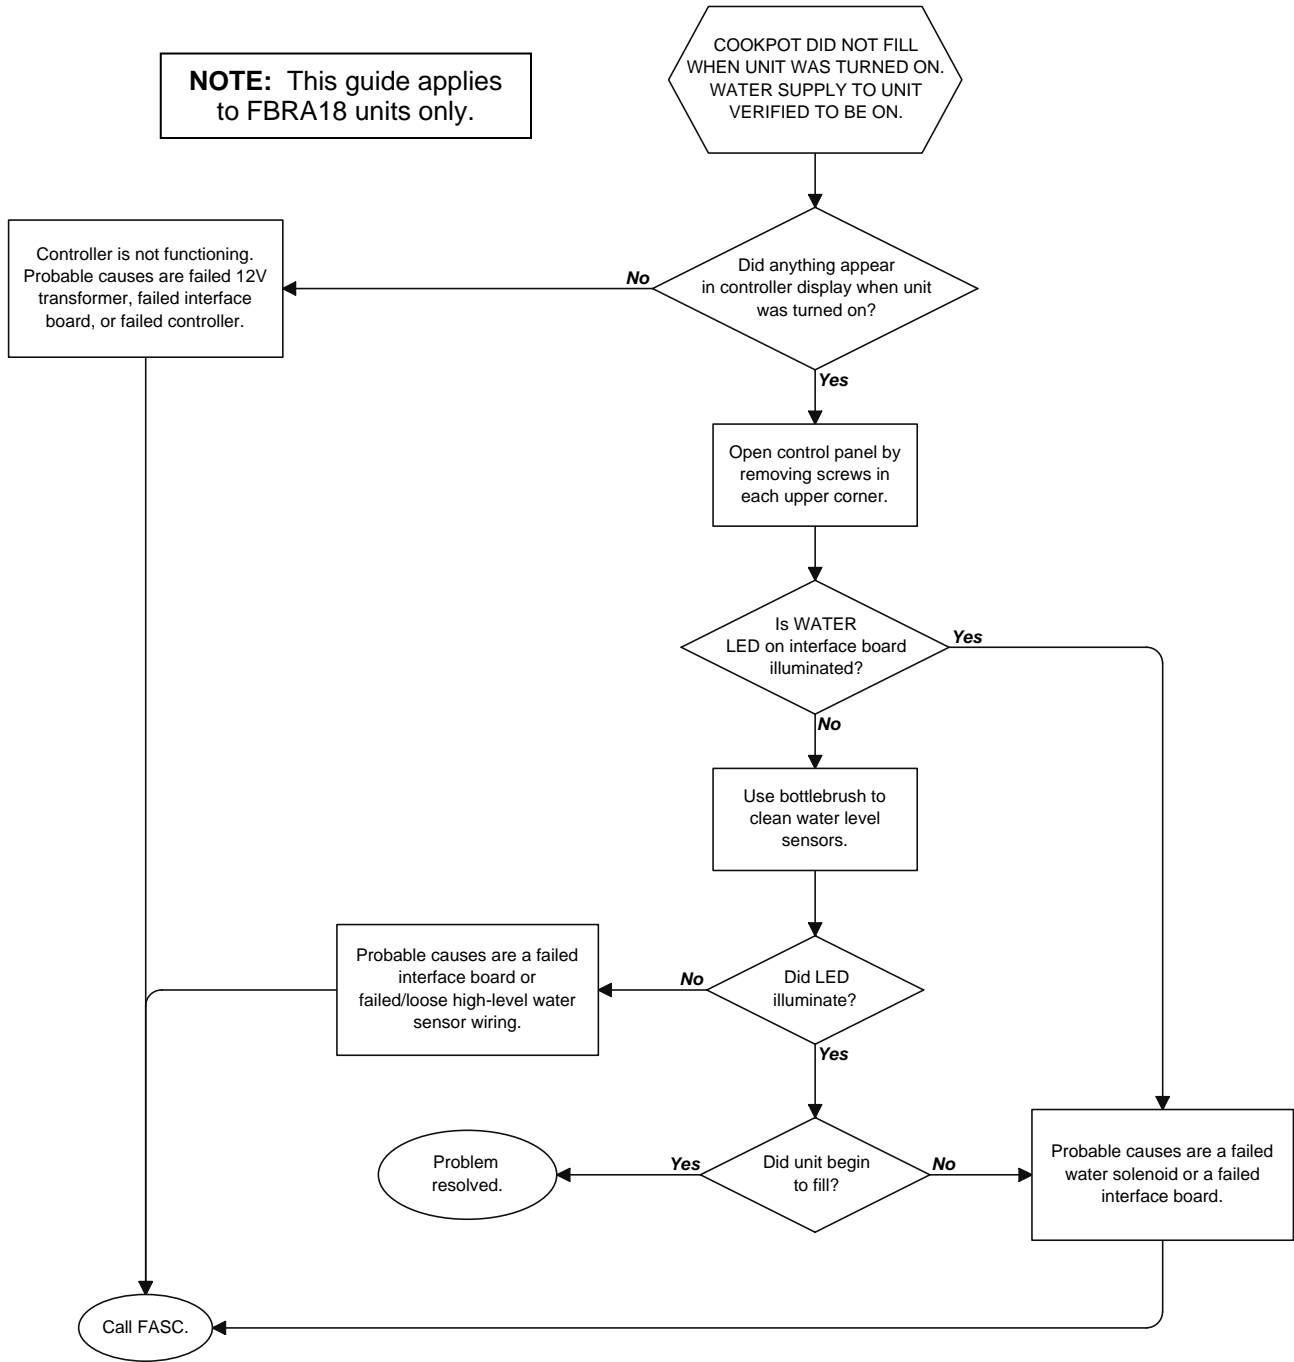 NOTE: This guide applies
to FBRA18 units only.
COOKPOT DID NOT FILL
WHEN UNIT WAS TURNED ON.
WATER SUPPLY TO UNIT
VERIFIED TO BE ON.
Did anything appear
in controller display when unit
was turned on?
No
Controller is not functioning.
Probable causes are failed 12V
transformer, failed interface
board, or failed controller.
Yes
Open control panel by
removing screws in
each upper corner.
Is WATER
LED on interface board
illuminated?
Yes
No
Use bottlebrush to
clean water level
sensors.
Did LED
illuminate?
No
Probable causes are a failed
interface board or
failed/loose high-level water
sensor wiring.
Yes
Did unit begin
to fill?
Yes
Problem
resolved.
No
Probable causes are a failed
water solenoid or a failed
interface board.
Call FASC.